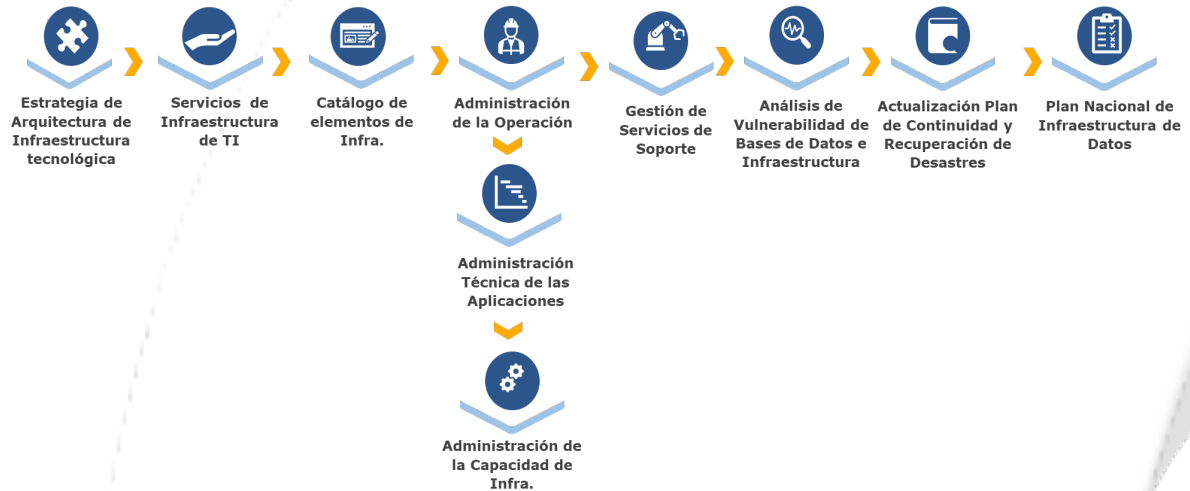 Estrategia de
Arquitectura de
Infraestructura
tecnológica
Servicios de
Infraestructura
de TI
Catálogo de
elementos de
Infra.
Administración
de la Operación
Gestión de
Servicios de
Soporte
Análisis de
Vulnerabilidad de
Bases de Datos e
Infraestructura
Actualización Plan
de Continuidad y
Recuperación de
Desastres
Plan Nacional de
Infraestructura de
Datos
Administración
Técnica de las
Aplicaciones
Administración de
la Capacidad de
Infra.